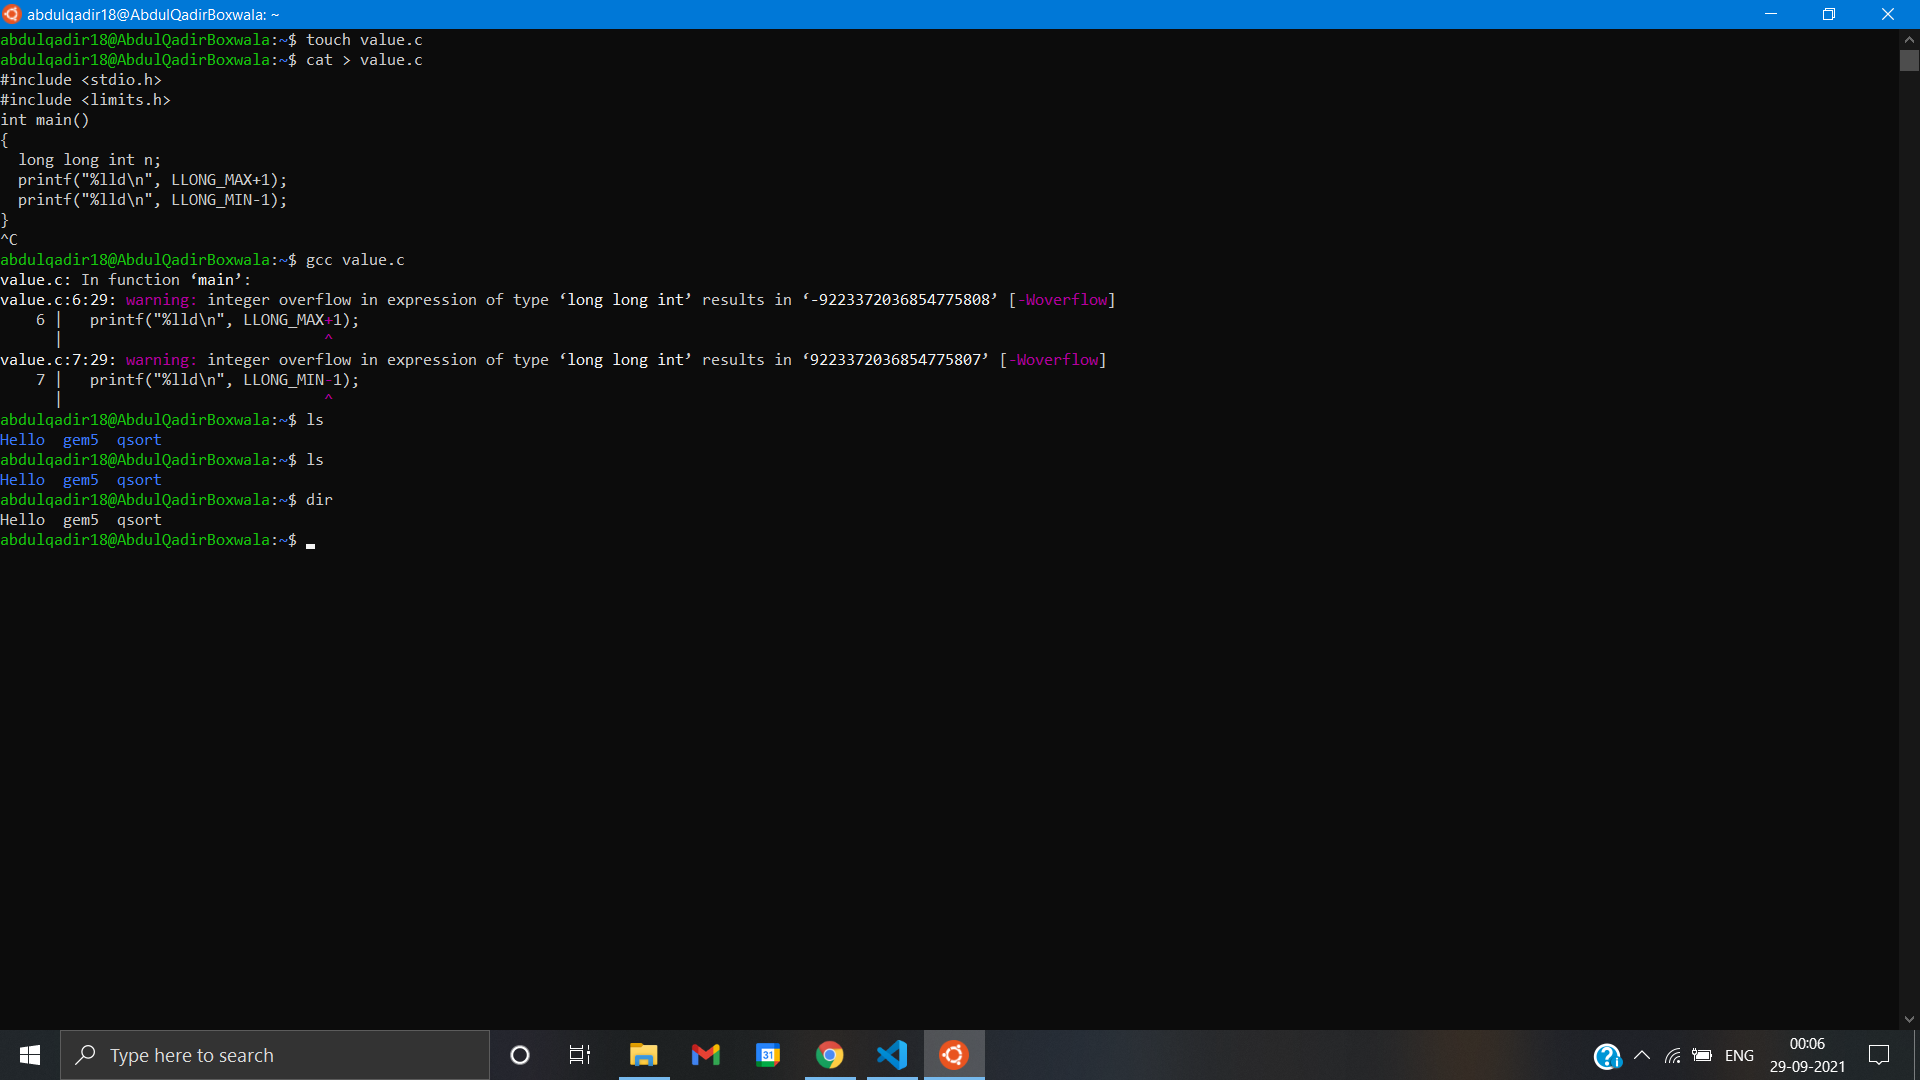 abdulqadir18@AbdulQadirBoxwala: ~
abdulqadir18@AbdulQadirBoxwala:~$ touch value.c
abdulqadir18@AbdulQadirBoxwala:~$ cat > value.c
#include <stdio.h>
#include <limits.h>
int main()
{
  long long int n;
  printf("%lld\n", LLONG_MAX+1);
  printf("%lld\n", LLONG_MIN-1);
}
^C
abdulqadir18@AbdulQadirBoxwala:~$ gcc value.c
value.c: In function ‘main’:
value.c:6:29: warning: integer overflow in expression of type ‘long long int’ results in ‘-9223372036854775808’ [-Woverflow]
    6 |   printf("%lld\n", LLONG_MAX+1);
      |                             ^
value.c:7:29: warning: integer overflow in expression of type ‘long long int’ results in ‘9223372036854775807’ [-Woverflow]
    7 |   printf("%lld\n", LLONG_MIN-1);
      |                             ^
abdulqadir18@AbdulQadirBoxwala:~$ ls
Hello  gem5  qsort
abdulqadir18@AbdulQadirBoxwala:~$ ls
Hello  gem5  qsort
abdulqadir18@AbdulQadirBoxwala:~$ dir
Hello  gem5  qsort
abdulqadir18@AbdulQadirBoxwala:~$ _
Type here to search
31
ENG
00:06
29-09-2021